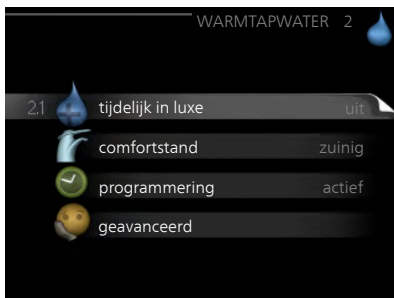 WARMTAPWATER 2
2.1 tijdelijk in luxe uit
comfortstand zuinig
programmering actief
geavanceerd